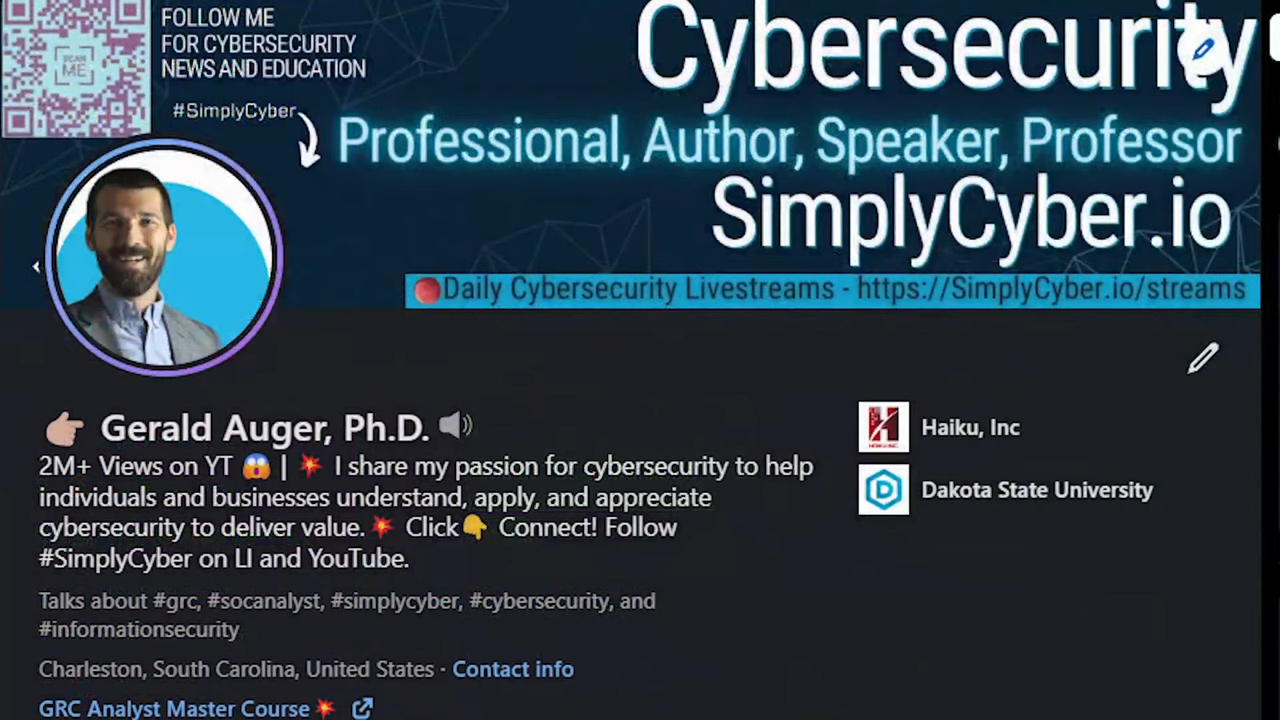 FOLLOW ME
FOR CYBERSECURITY
NEWS AND EDUCATION
#SimplyCyber
SCAN
ME
Cybersecurity
Professional, Author, Speaker, Professor
SimplyCyber.io
🔴Daily Cybersecurity Livestreams - https://SimplyCyber.io/streams
👉🏼 Gerald Auger, Ph.D.
2M+ Views on YT 😱 | 💥 I share my passion for cybersecurity to help
individuals and businesses understand, apply, and appreciate
cybersecurity to deliver value.💥 Click👇 Connect! Follow
#SimplyCyber on LI and YouTube.
Talks about #grc, #socanalyst, #simplycyber, #cybersecurity, and
#informationsecurity
Charleston, South Carolina, United States · Contact info
GRC Analyst Master Course💥
Haiku, Inc
Dakota State University